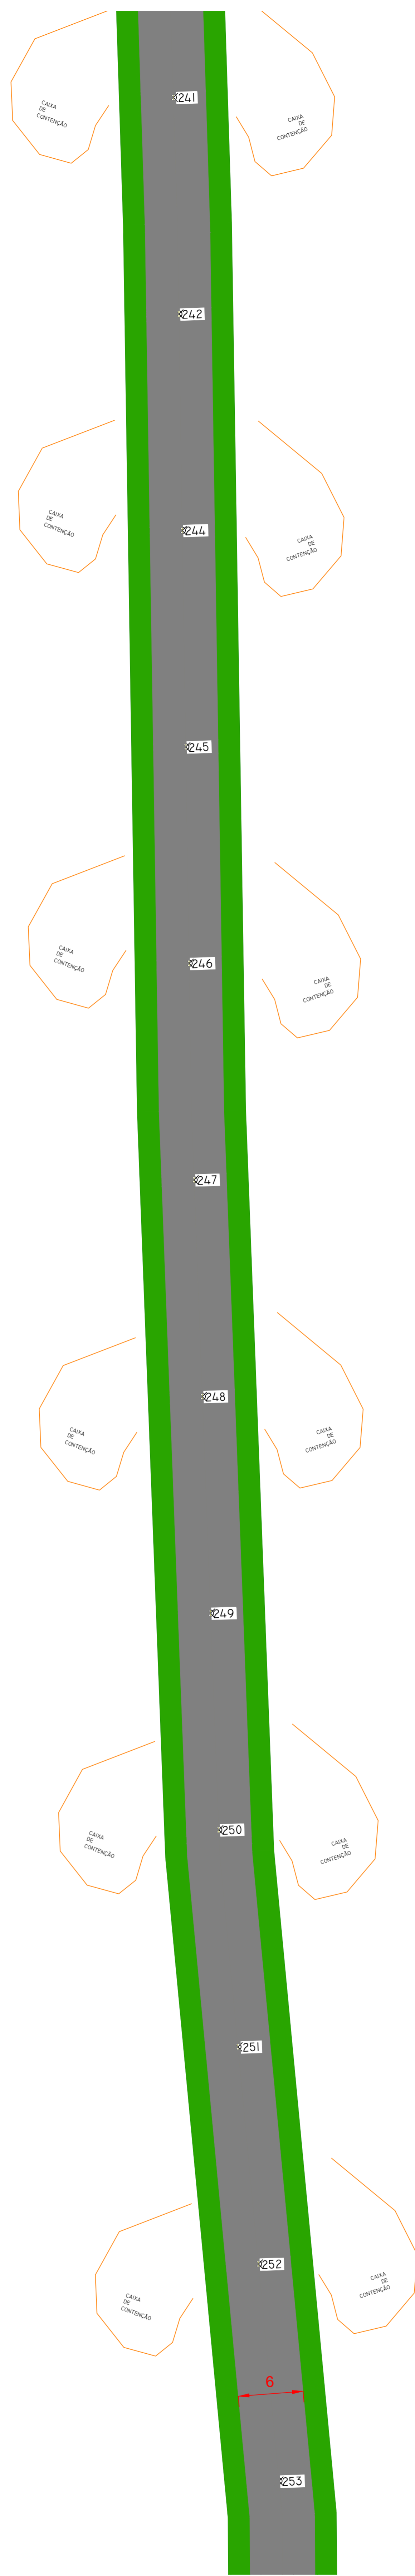 241
CAIXA
DE
CONTENÇÃO
CAIXA
DE
CONTENÇÃO
242
CAIXA
DE
CONTENÇÃO
244
CAIXA
DE
CONTENÇÃO
245
CAIXA
DE
CONTENÇÃO
246
CAIXA
DE
CONTENÇÃO
247
248
CAIXA
DE
CONTENÇÃO
CAIXA
DE
CONTENÇÃO
249
250
CAIXA
DE
CONTENÇÃO
CAIXA
DE
CONTENÇÃO
251
252
CAIXA
DE
CONTENÇÃO
CAIXA
DE
CONTENÇÃO
6
253